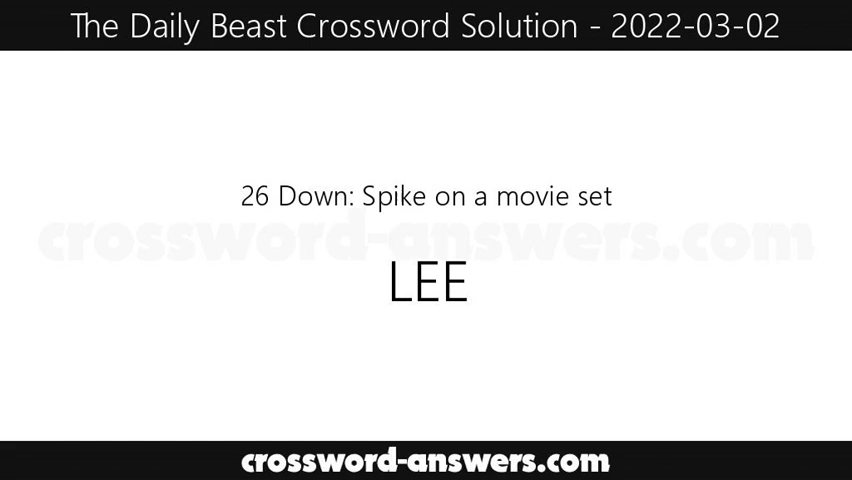 The Daily Beast Crossword Solution - 2022-03-02
26 Down: Spike on a movie set
crossword-answers.com
LEE
crossword-answers.com